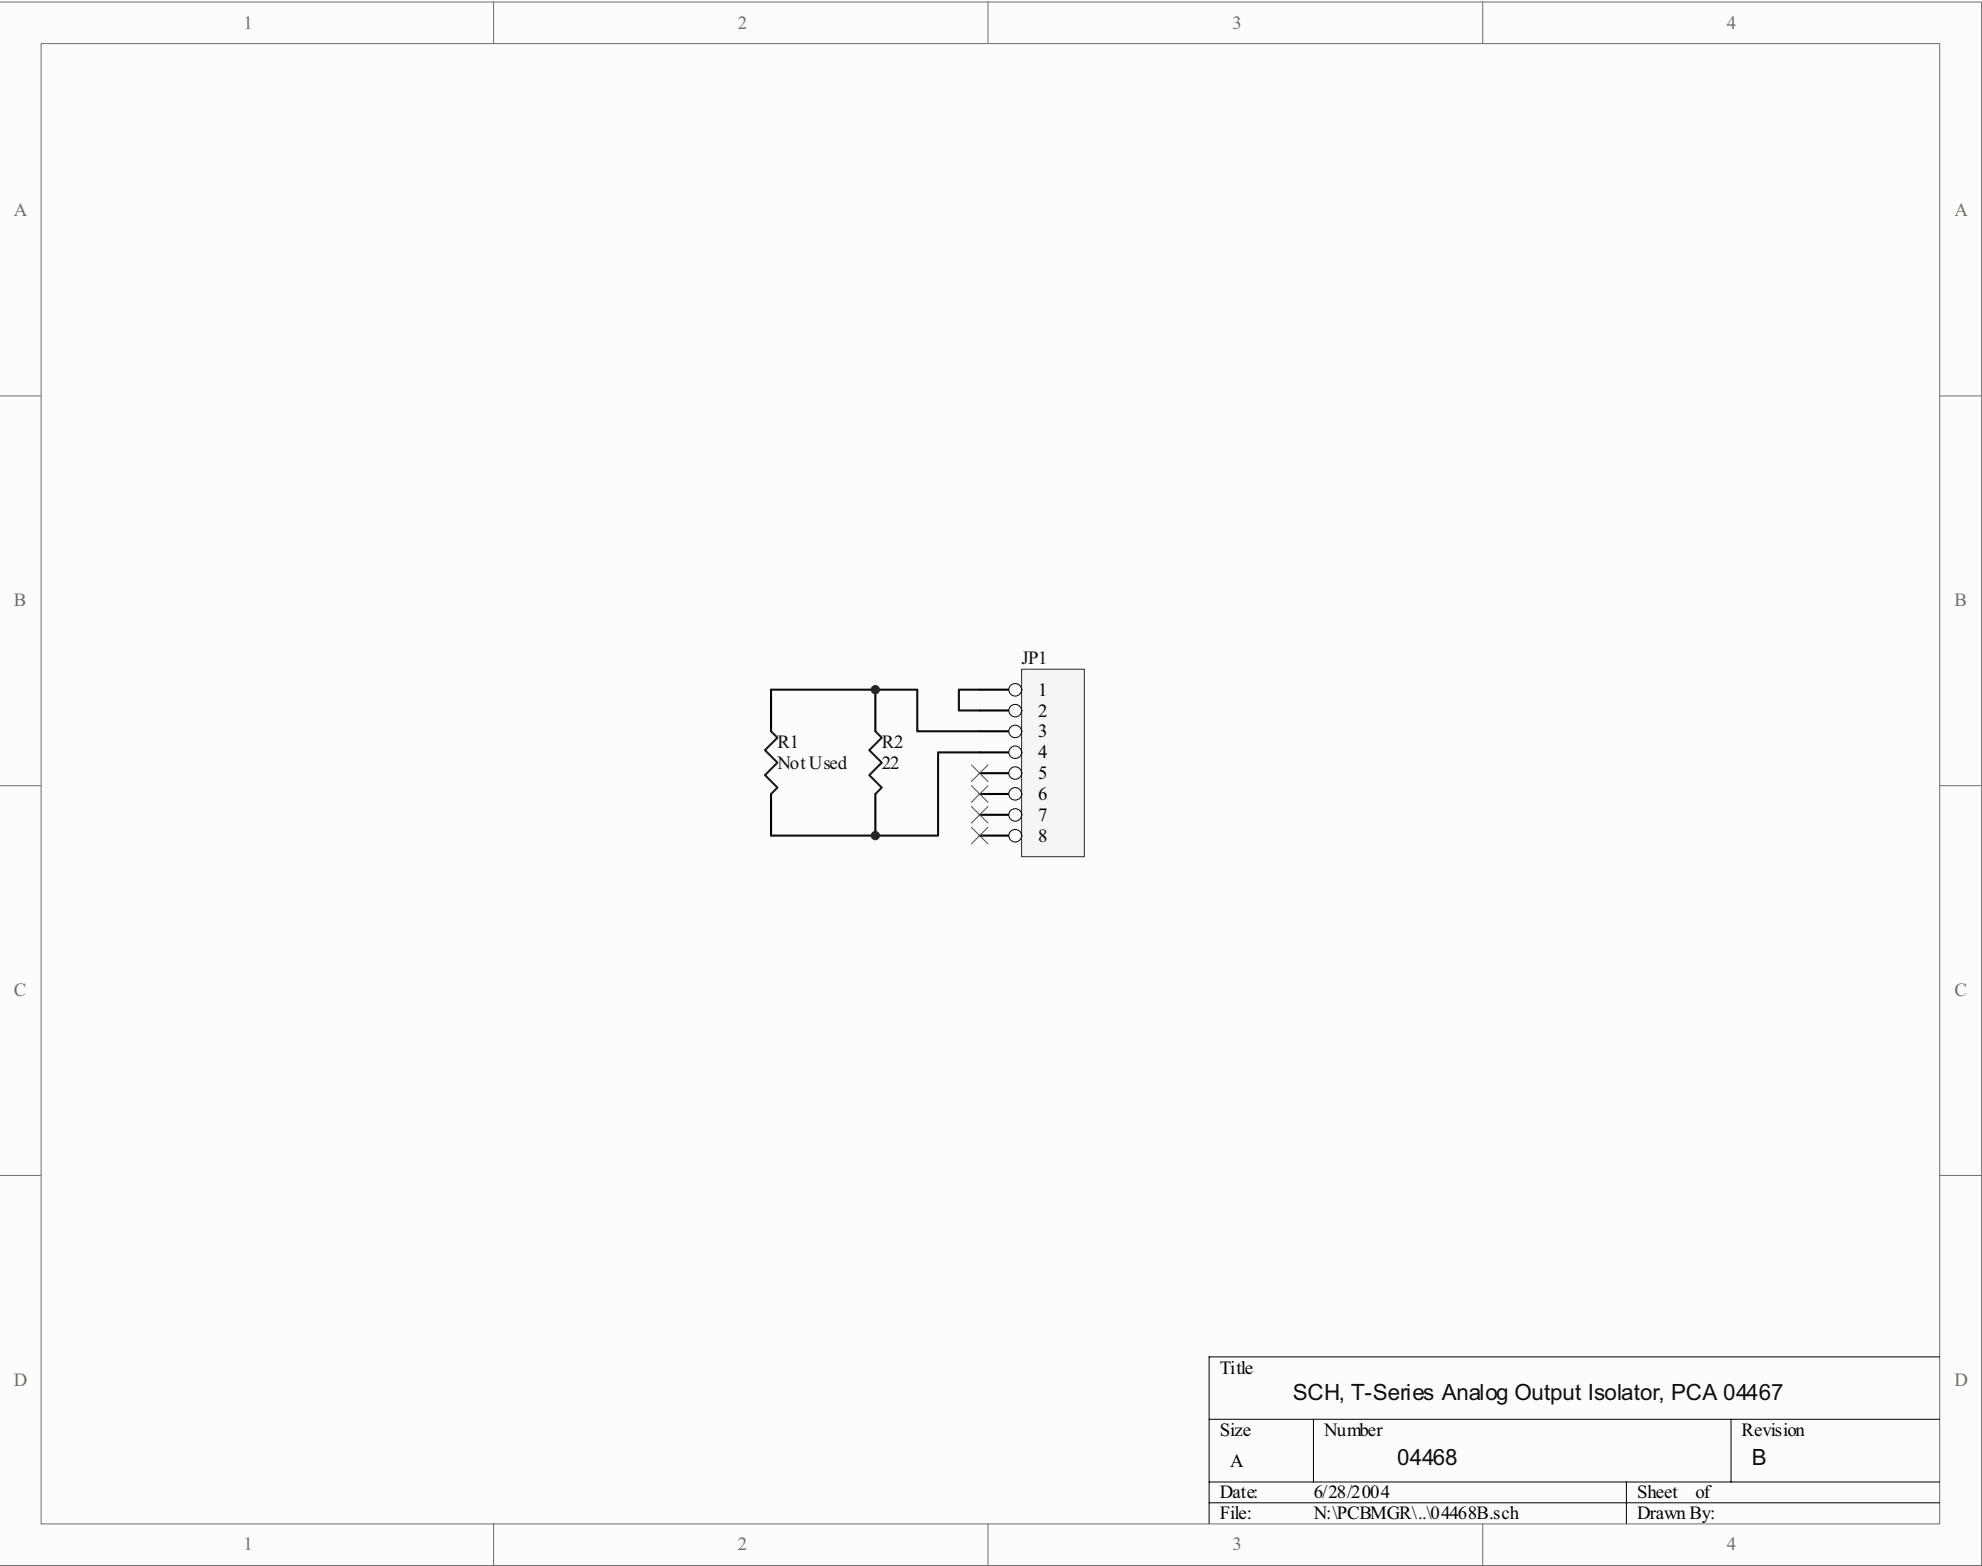 1 2 3 4
A A
B B
JP1
1
2
3
R1 R2 4
Not Used 22 5
6
7
8
C C
D D
Title
SCH, T-Series Analog Output Isolator, PCA 04467
Size Number Revision
A 04468 B
Date: 6/28/2004 Sheet of
File: N:\PCBMGR\..\04468B.sch Drawn By:
1 2 3 4